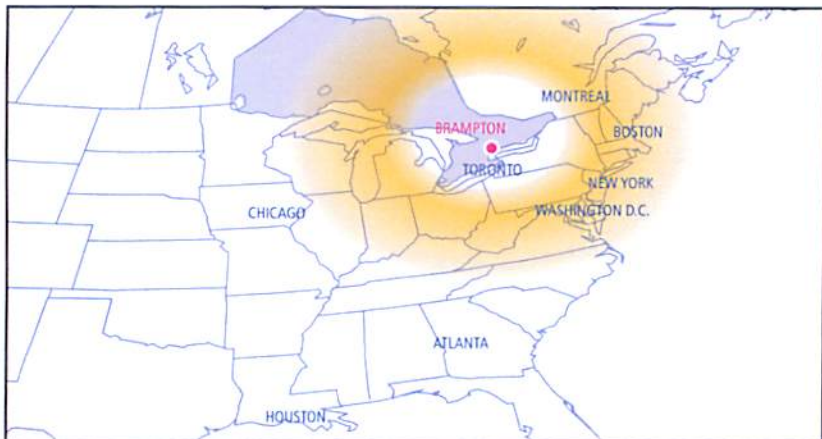 MONTREAL
BRAMPTON
BOSTON
TORONTO
NEW YORK
CHICAGO
WASHINGTON D.C.
ATLANTA
HOUSTON